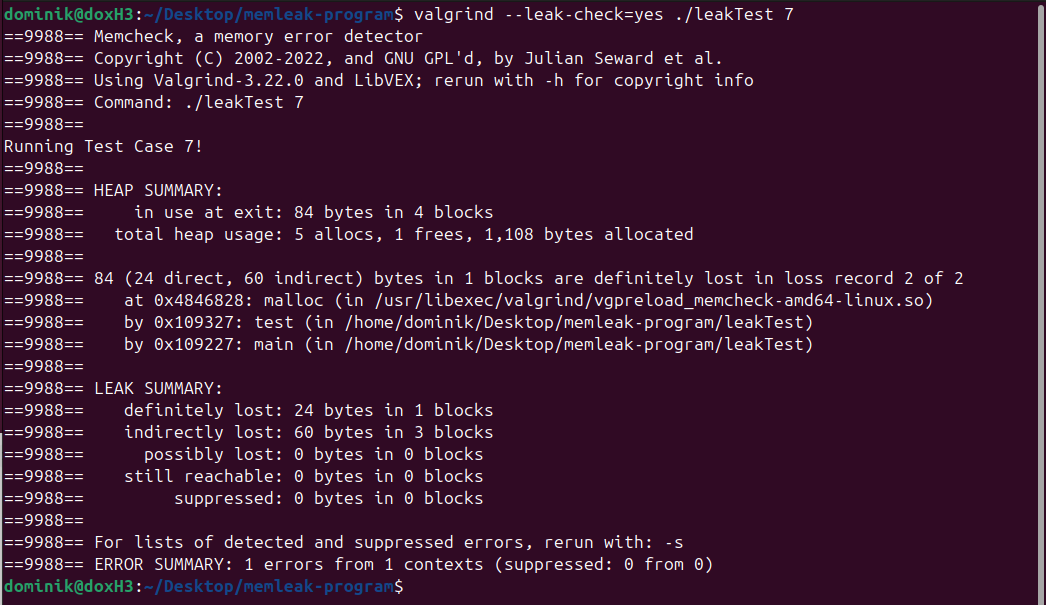 dominik@doxH3:~/Desktop/memleak-program$ valgrind --leak-check=yes ./leakTest 7
==9988== Memcheck, a memory error detector
==9988== Copyright (C) 2002-2022, and GNU GPL'd, by Julian Seward et al.
==9988== Using Valgrind-3.22.0 and LibVEX; rerun with -h for copyright info
==9988== Command: ./leakTest 7
==9988==
Running Test Case 7!
==9988==
==9988== HEAP SUMMARY:
==9988==     in use at exit: 84 bytes in 4 blocks
==9988==   total heap usage: 5 allocs, 1 frees, 1,108 bytes allocated
==9988==
==9988== 84 (24 direct, 60 indirect) bytes in 1 blocks are definitely lost in loss record 2 of 2
==9988==    at 0x4846828: malloc (in /usr/libexec/valgrind/vgpreload_memcheck-amd64-linux.so)
==9988==    by 0x109327: test (in /home/dominik/Desktop/memleak-program/leakTest)
==9988==    by 0x109227: main (in /home/dominik/Desktop/memleak-program/leakTest)
==9988==
==9988== LEAK SUMMARY:
==9988==    definitely lost: 24 bytes in 1 blocks
==9988==    indirectly lost: 60 bytes in 3 blocks
==9988==      possibly lost: 0 bytes in 0 blocks
==9988==    still reachable: 0 bytes in 0 blocks
==9988==         suppressed: 0 bytes in 0 blocks
==9988==
==9988== For lists of detected and suppressed errors, rerun with: -s
==9988== ERROR SUMMARY: 1 errors from 1 contexts (suppressed: 0 from 0)
dominik@doxH3:~/Desktop/memleak-program$